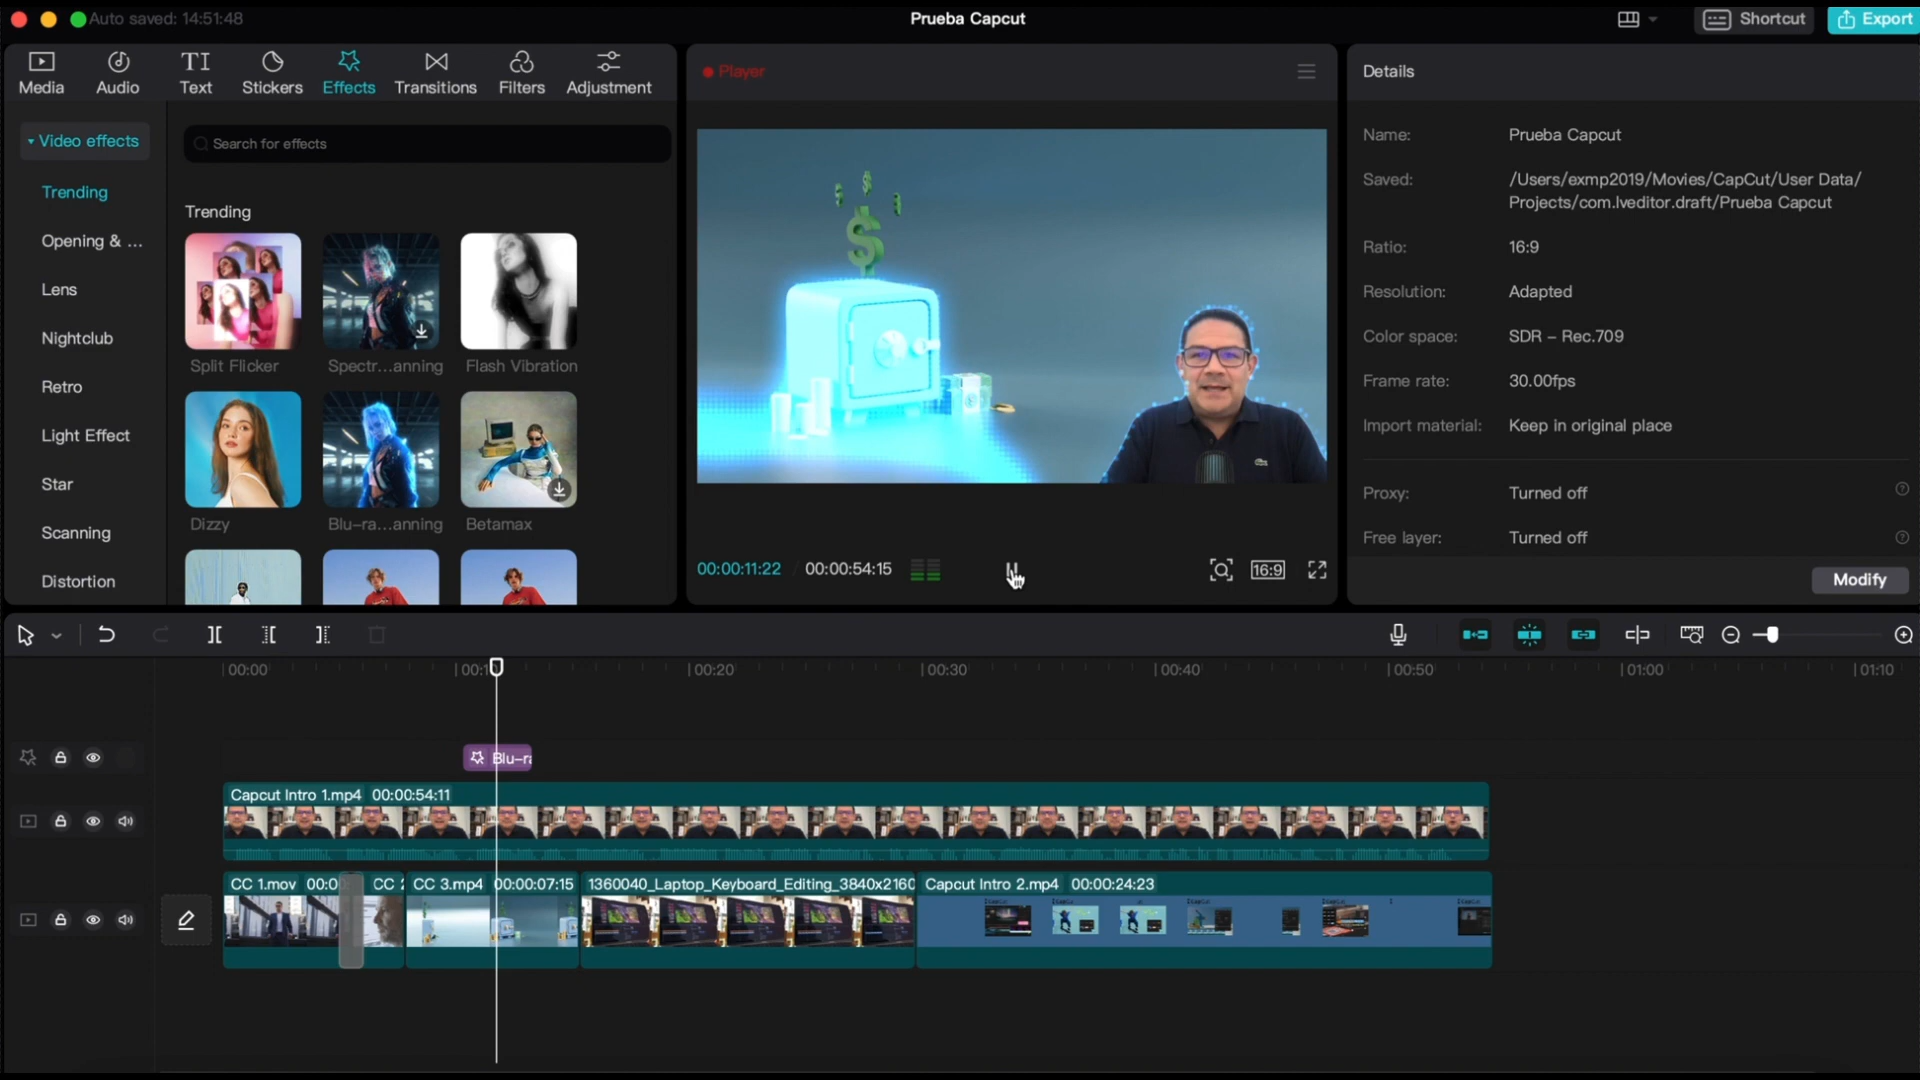 Auto saved: 14:51:48
Prueba Capcut
Shortcut
Export
Media
Audio
TI
Text
Stickers
Effects
Transitions
Filters
Adjustment
Video effects
Trending
Opening & ...
Lens
Nightclub
Retro
Light Effect
Star
Scanning
Distortion
Search for effects
Trending
Split Flicker
Spectr...anning
Flash Vibration
Dizzy
Blu-ra...anning
Betamax
Player
00:00:11:22 / 00:00:54:15
16:9
Details
Name: Prueba Capcut
Saved: /Users/exmp2019/Movies/CapCut/User Data/
Projects/com.lveditor.draft/Prueba Capcut
Ratio: 16:9
Resolution: Adapted
Color space: SDR – Rec.709
Frame rate: 30.00fps
Import material: Keep in original place
Proxy: Turned off
Free layer: Turned off
Modify
00:00
00:10
00:20
00:30
00:40
00:50
01:00
01:10
Blu-ra
Capcut Intro 1.mp4 00:00:54:11
CC 1.mov 00:0
CC 2
CC 3.mp4 00:00:07:15
1360040_Laptop_Keyboard_Editing_3840x2160
Capcut Intro 2.mp4 00:00:24:23